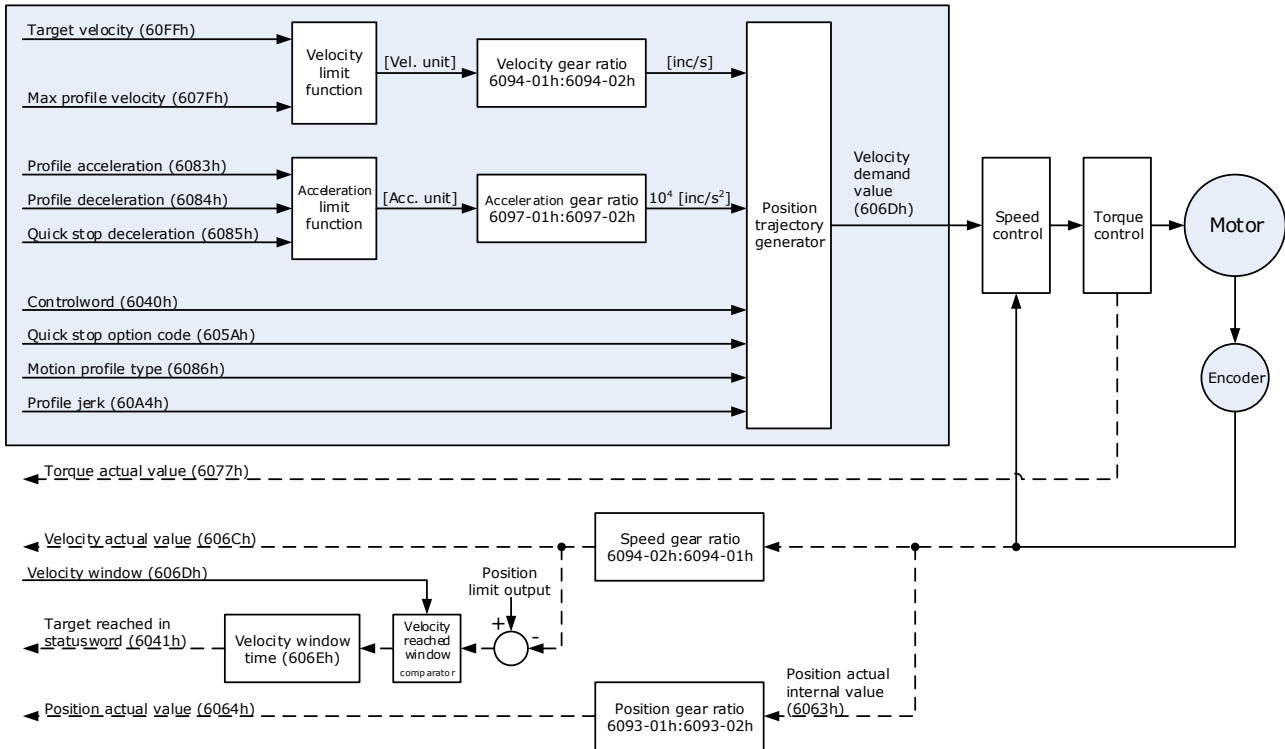 Target velocity (60FFh)
Max profile velocity (607Fh)
Velocity
limit
function
[Vel. unit]
Velocity gear ratio
6094-01h:6094-02h
[inc/s]
Profile acceleration (6083h)
Profile deceleration (6084h)
Quick stop deceleration (6085h)
Acceleration
limit
function
[Acc. unit]
Acceleration gear ratio
6097-01h:6097-02h
10⁴ [inc/s²]
Controlword (6040h)
Quick stop option code (605Ah)
Motion profile type (6086h)
Profile jerk (60A4h)
Position
trajectory
generator
Velocity
demand
value
(606Dh)
Speed
control
Torque
control
Motor
Encoder
Torque actual value (6077h)
Velocity actual value (606Ch)
Speed gear ratio
6094-02h:6094-01h
Velocity window (606Dh)
Position
limit output
+
-
Target reached in
statusword (6041h)
Velocity window
time (606Eh)
Velocity
reached
window
comparator
Position actual
internal value
(6063h)
Position actual value (6064h)
Position gear ratio
6093-01h:6093-02h